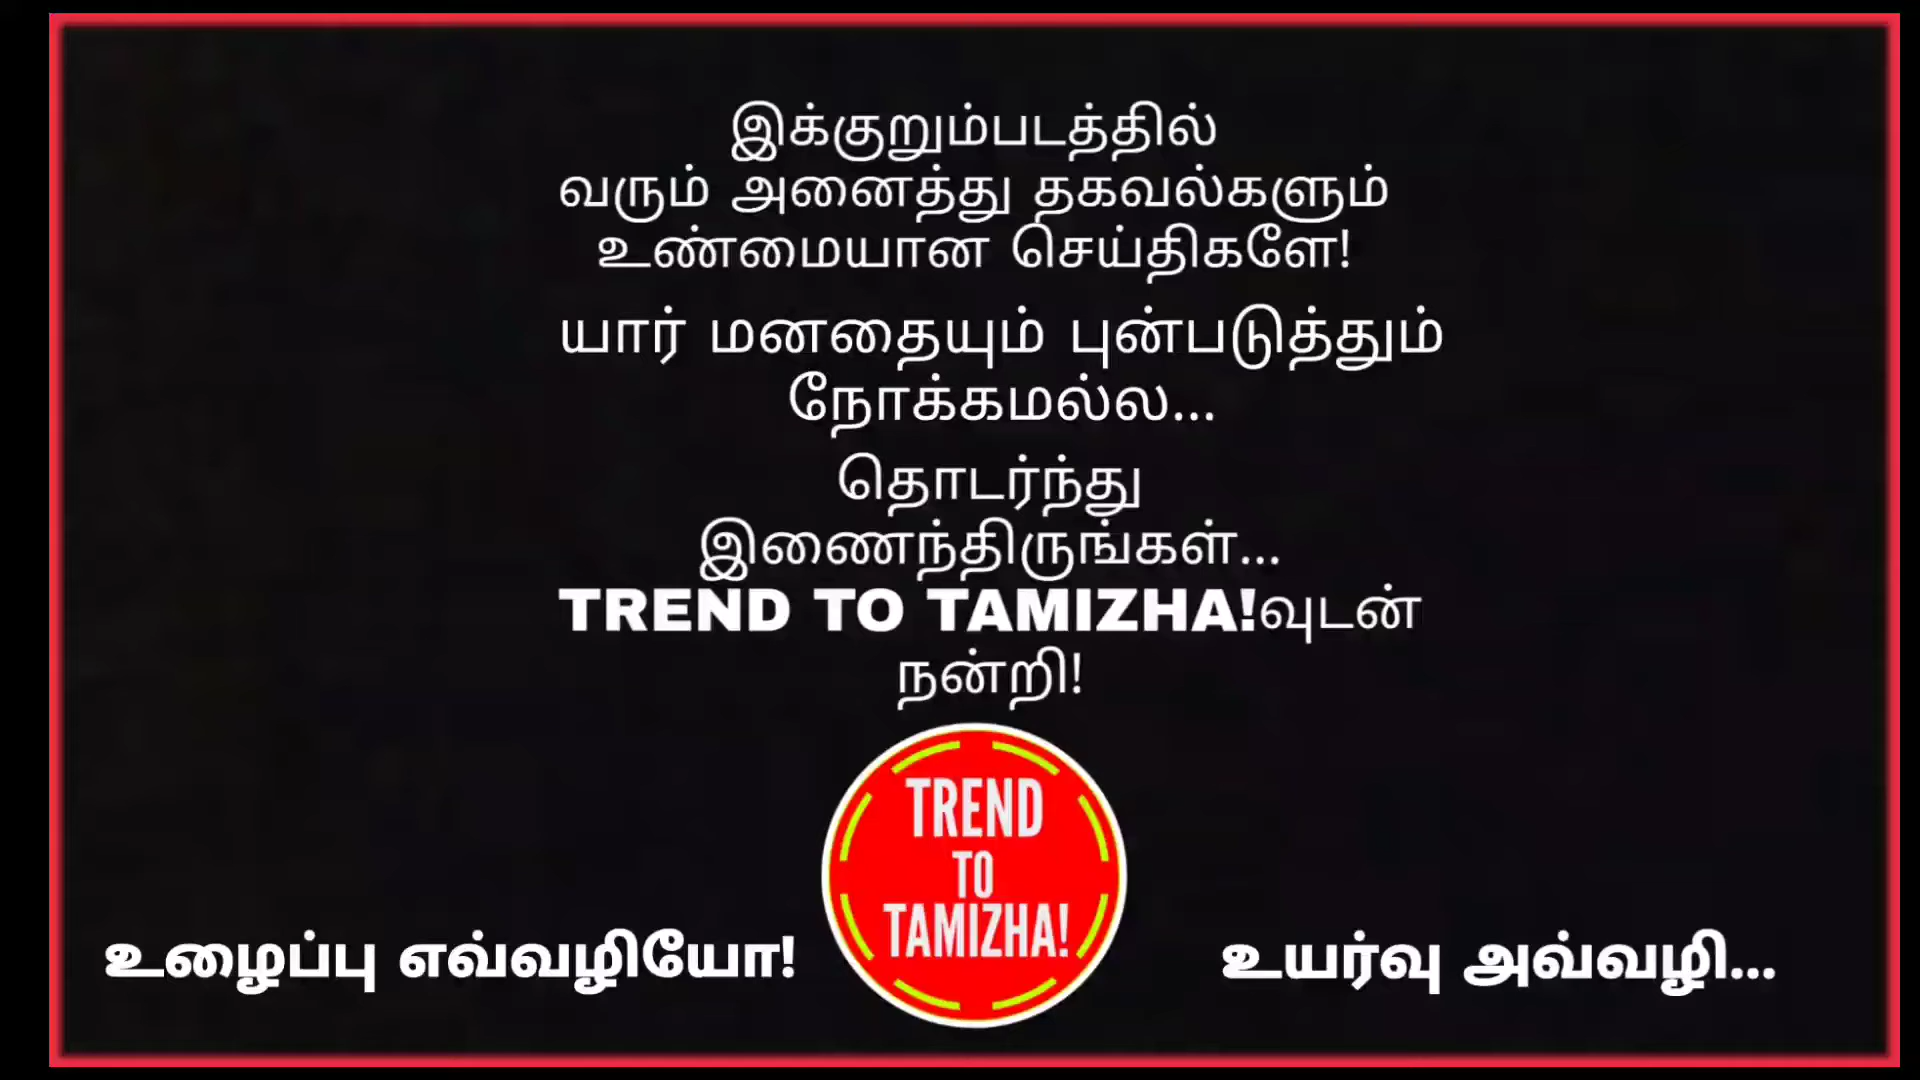 இக்குறும்படத்தில்
வரும் அனைத்து தகவல்களும்
உண்மையான செய்திகளே!
யார் மனதையும் புன்படுத்தும்
நோக்கமல்ல...
தொடர்ந்து
இணைந்திருங்கள்...
TREND TO TAMIZHA!வுடன்
நன்றி!
TREND
TO
TAMIZHA!
உழைப்பு எவ்வழியோ!
உயர்வு அவ்வழி...